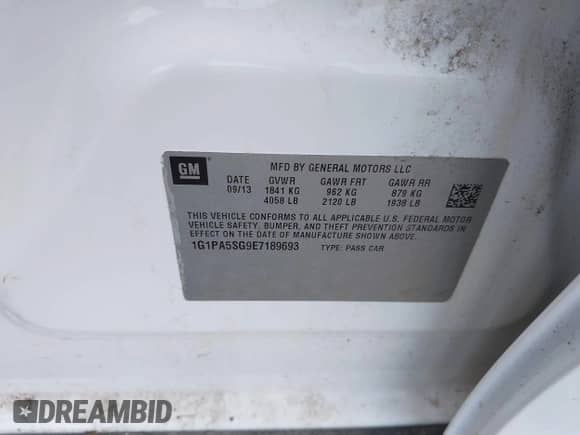 GM
MFD BY GENERAL MOTORS LLC
DATE GVWR GAWR FRT GAWR RR
09/13 1841 KG 962 KG 879 KG
4058 LB 2120 LB 1938 LB
THIS VEHICLE CONFORMS TO ALL APPLICABLE U.S. FEDERAL MOTOR
VEHICLE SAFETY, BUMPER, AND THEFT PREVENTION STANDARDS
IN EFFECT ON THE DATE OF MANUFACTURE SHOWN ABOVE.
1G1PA5SG9E7189693 TYPE: PASS CAR
DREAMBID